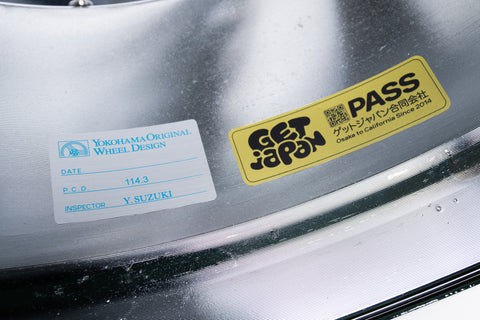 YOKOHAMA ORIGINAL
WHEEL DESIGN
DATE
P.C.D 114.3
INSPECTOR Y. SUZUKI
GET
JAPAN
PASS
ゲットジャパン合同会社
Osaka to California Since 2014